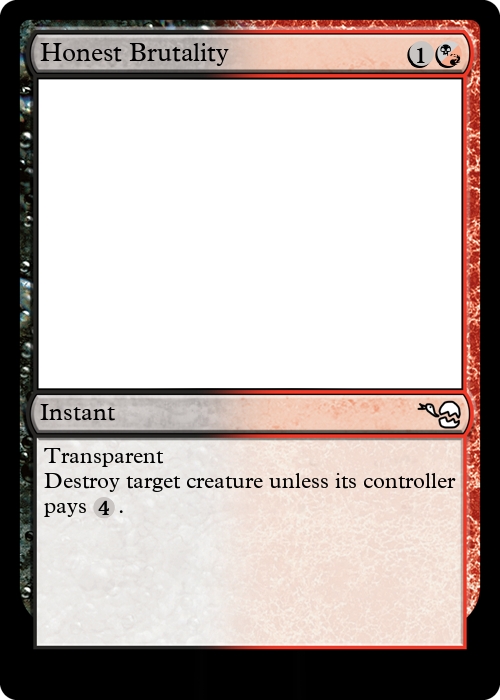 Honest Brutality 1
Instant
Transparent
Destroy target creature unless its controller
pays 4 .